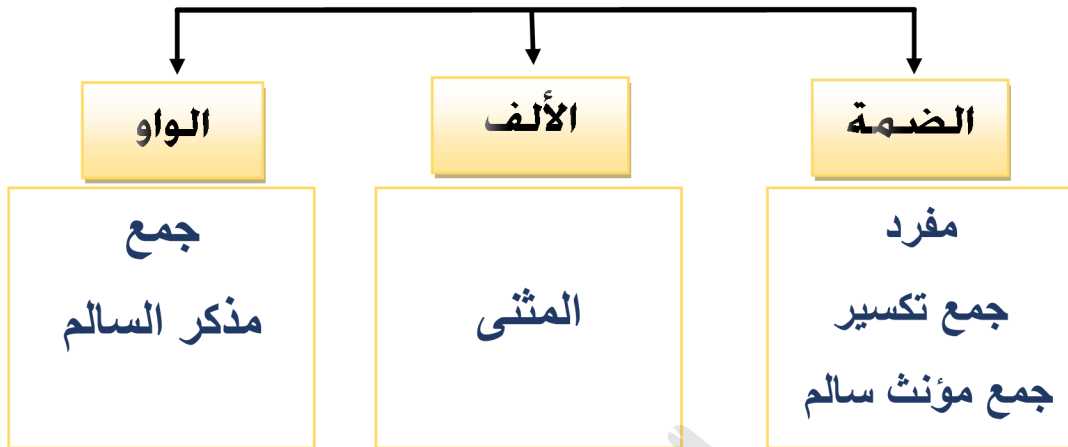 الضمة
الألف
الواو
مفرد
جمع تكسير
جمع مؤنث سالم
المثنى
جمع
مذكر السالم